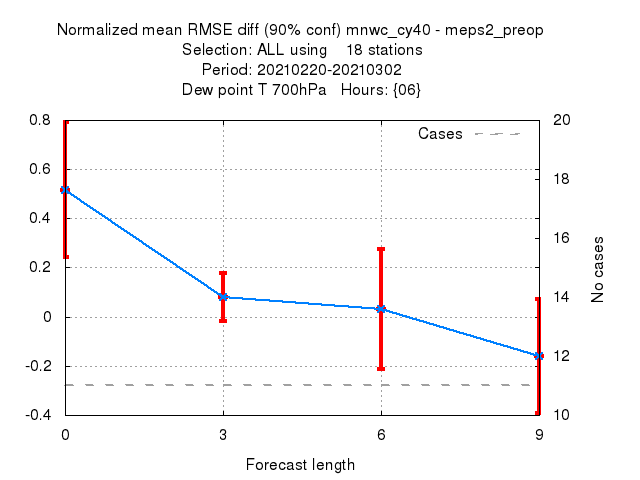 Normalized mean RMSE diff (90% conf) mnwc_cy40 - meps2_preop
Selection: ALL using    18 stations
Period: 20210220-20210302
Dew point T 700hPa   Hours: {06}
Cases
0.8
0.6
0.4
0.2
0
-0.2
-0.4
20
18
16
14
12
10
No cases
0 3 6 9
Forecast length